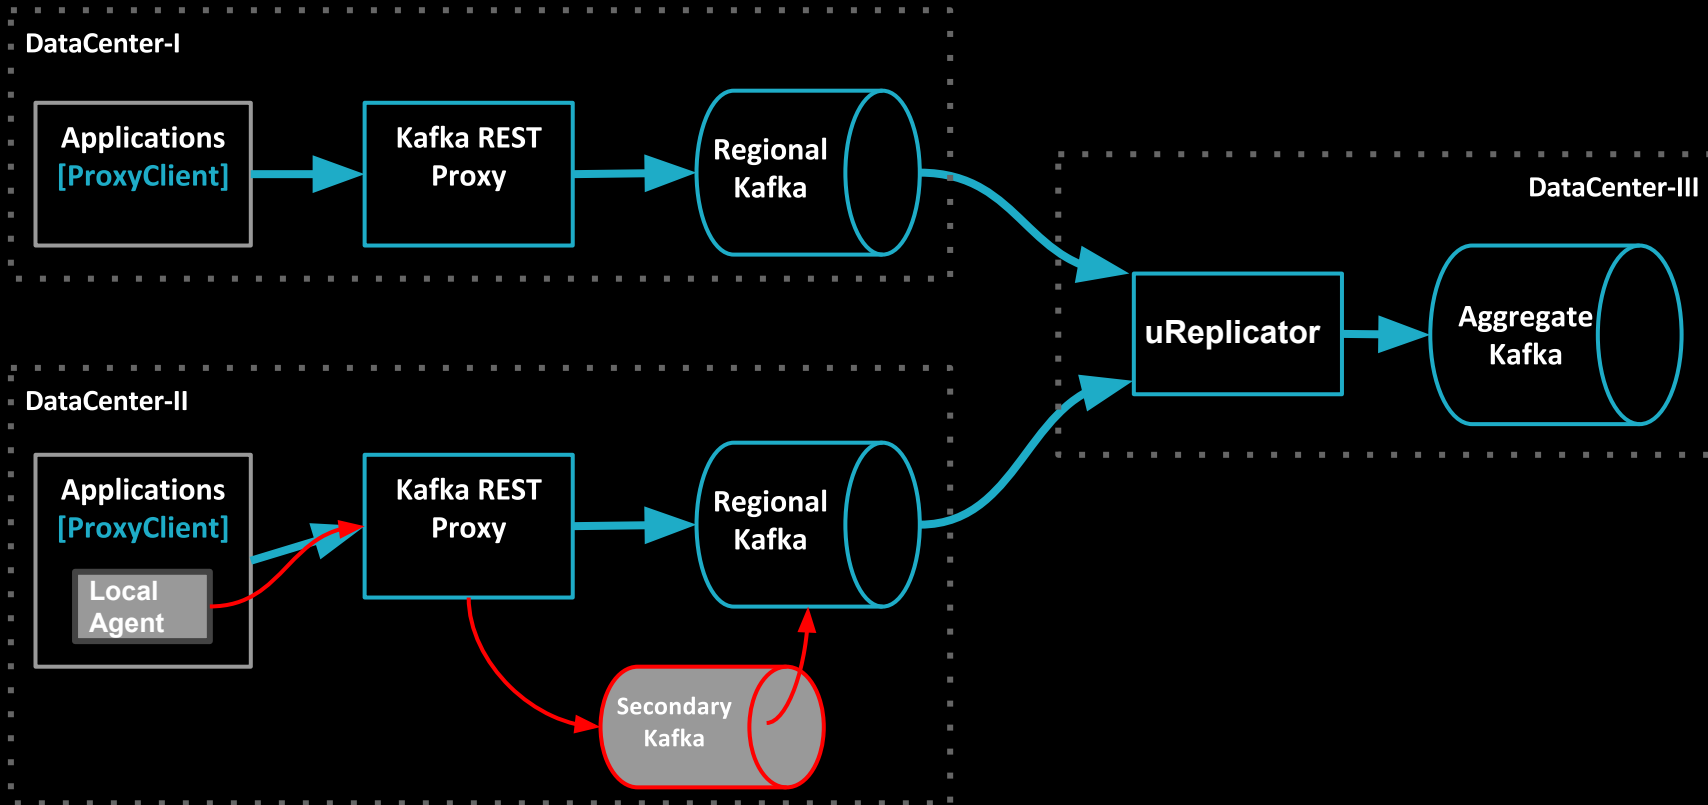 DataCenter-I
Applications
[ProxyClient]
Kafka REST
Proxy
Regional
Kafka
DataCenter-III
uReplicator
Aggregate
Kafka
DataCenter-II
Applications
[ProxyClient]
Local
Agent
Kafka REST
Proxy
Regional
Kafka
Secondary
Kafka